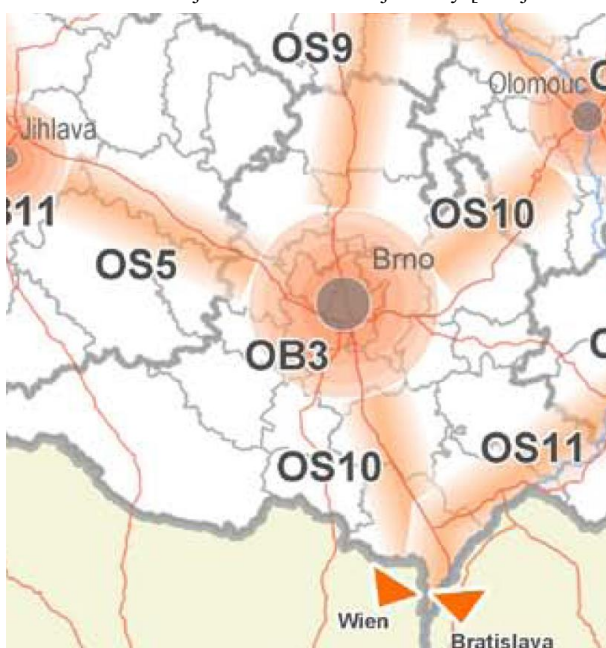 OS9
Olomouc
Jihlava
OS10
OS5
Brno
OB3
OS10
OS11
Wien
Bratislava